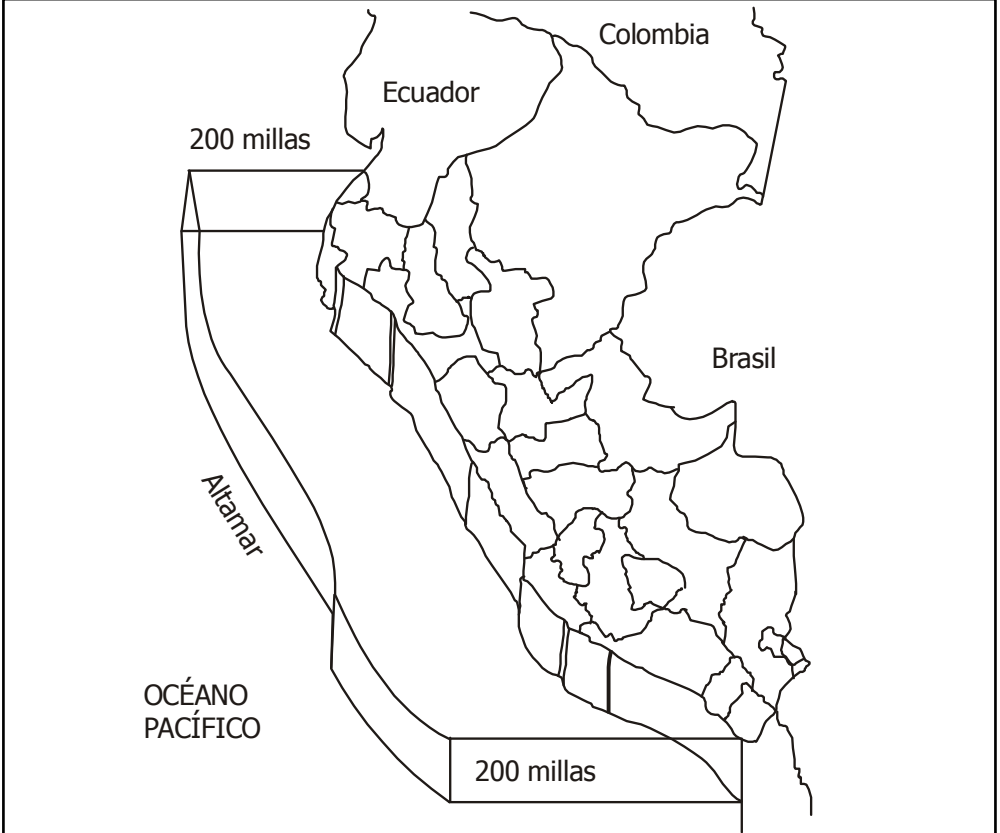 Colombia
Ecuador
200 millas
Brasil
Altamar
OCÉANO
PACÍFICO
200 millas